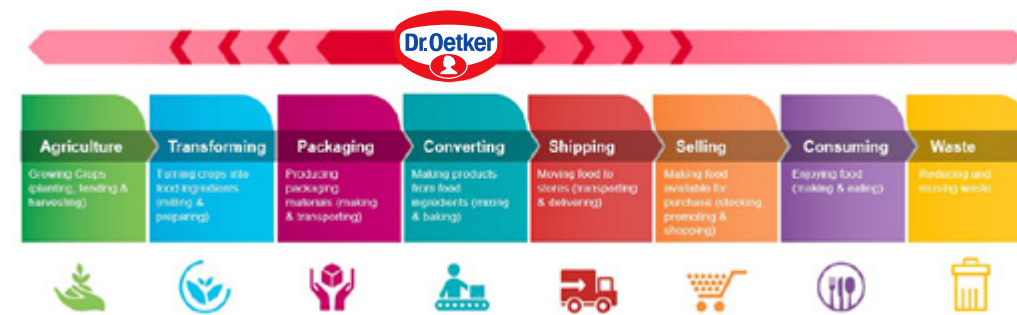 Dr.Oetker
Agriculture
Growing Crops
(planting, tending &
harvesting)
Transforming
Turning crops into
food ingredients
(milling &
preparing)
Packaging
Producing
packaging
materials (making
& transporting)
Converting
Making products
from food
ingredients (mixing
& baking)
Shipping
Moving food to
stores (transporting
& delivering)
Selling
Making food
available for
purchase (stocking,
promoting &
shopping)
Consuming
Enjoying food
(making & eating)
Waste
Reducing and
reusing waste